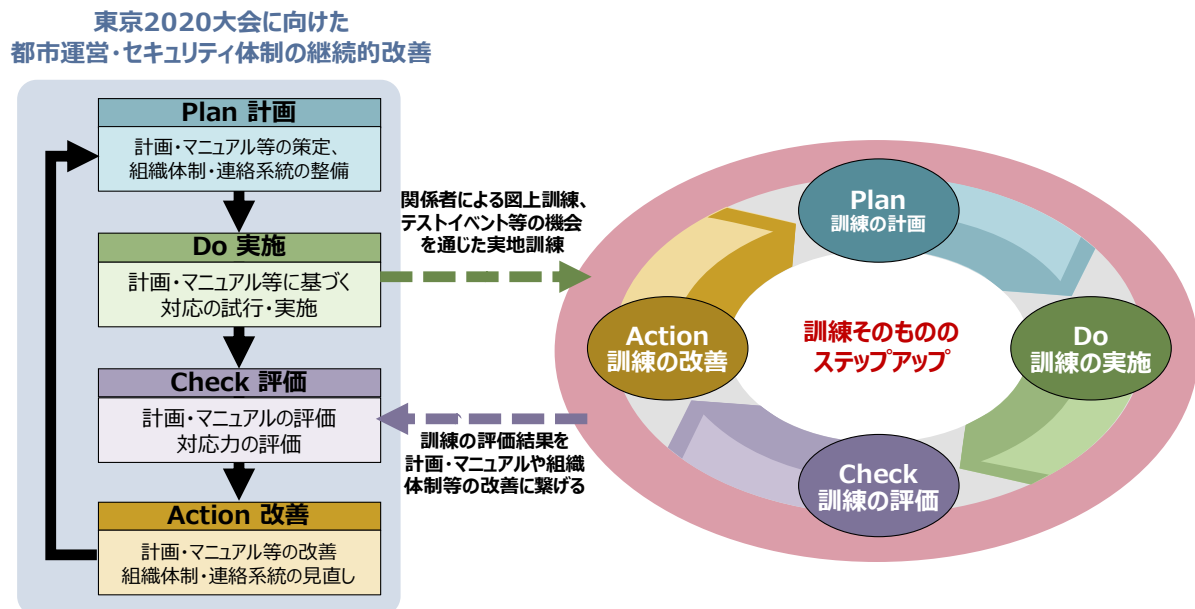 東京2020大会に向けた
都市運営・セキュリティ体制の継続的改善
Plan 計画
計画・マニュアル等の策定、
組織体制・連絡系統の整備
Do 実施
計画・マニュアル等に基づく
対応の試行・実施
Check 評価
計画・マニュアルの評価
対応力の評価
Action 改善
計画・マニュアル等の改善
組織体制・連絡系統の見直し
関係者による図上訓練、
テストイベント等の機会
を通じた実地訓練
訓練の評価結果を
計画・マニュアルや組織
体制等の改善に繋げる
Plan
訓練の計画
Do
訓練の実施
Check
訓練の評価
Action
訓練の改善
訓練そのものの
ステップアップ